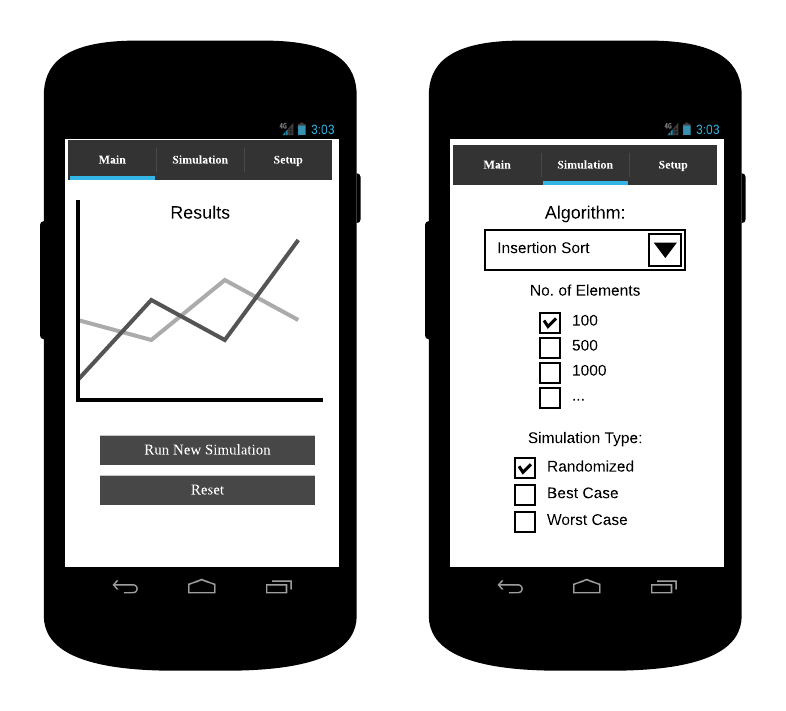 4G 3:03
Main Simulation Setup
Results
Run New Simulation
Reset
4G 3:03
Main Simulation Setup
Algorithm:
Insertion Sort
No. of Elements
100
500
1000
...
Simulation Type:
Randomized
Best Case
Worst Case